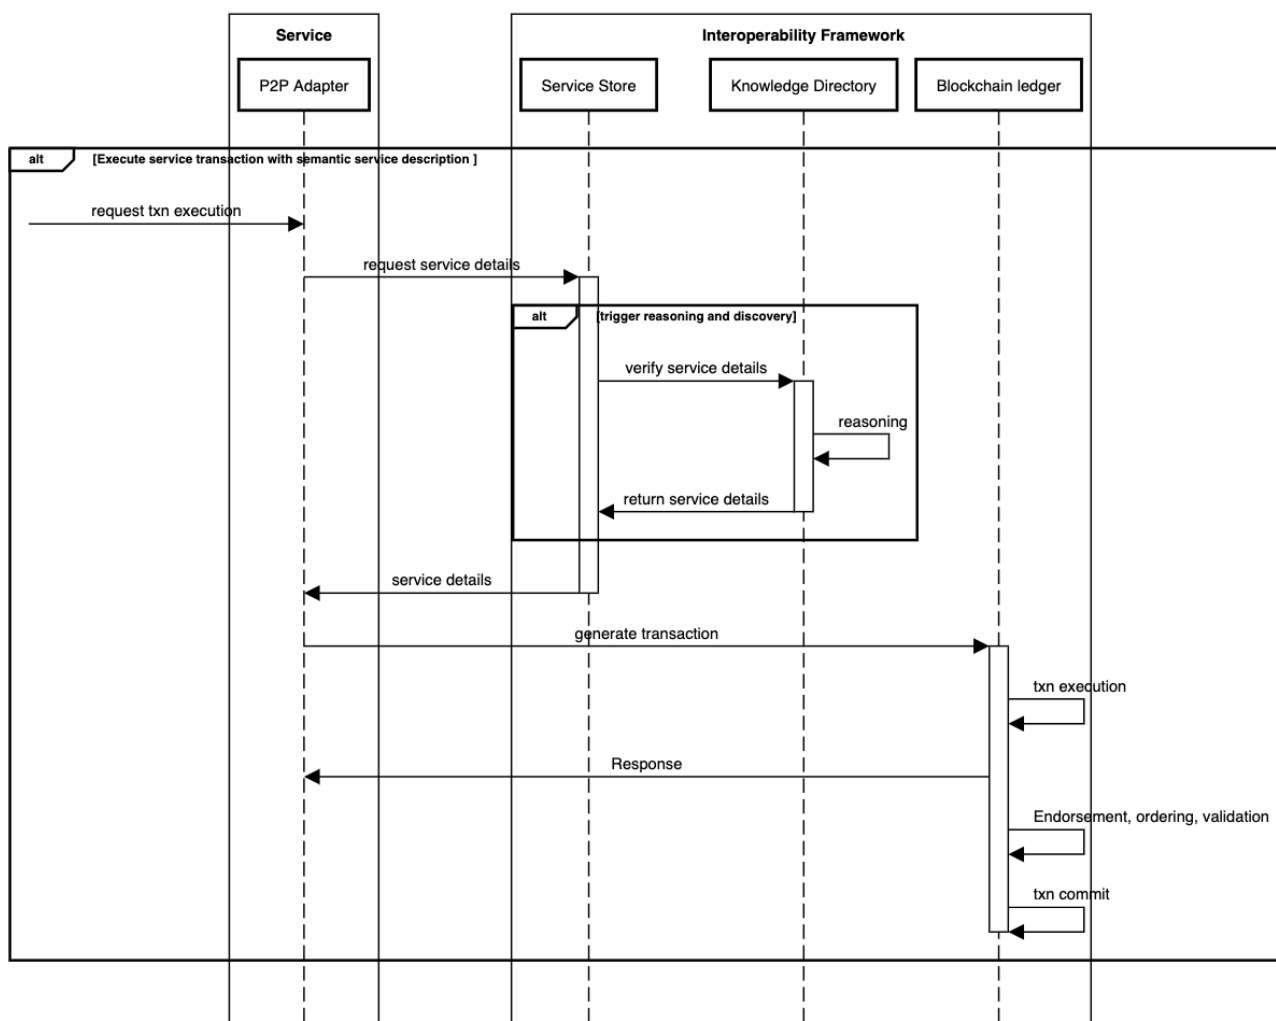 Service
Interoperability Framework
P2P Adapter
Service Store
Knowledge Directory
Blockchain ledger
alt
[Execute service transaction with semantic service description ]
request txn execution
request service details
alt
[trigger reasoning and discovery]
verify service details
reasoning
return service details
service details
generate transaction
txn execution
Response
Endorsement, ordering, validation
txn commit